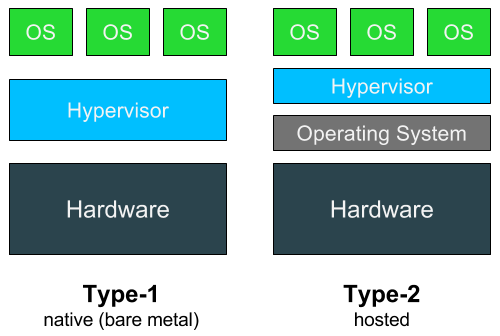 OS OS OS
Hypervisor
Hardware
Type-1
native (bare metal)
OS OS OS
Hypervisor
Operating System
Hardware
Type-2
hosted